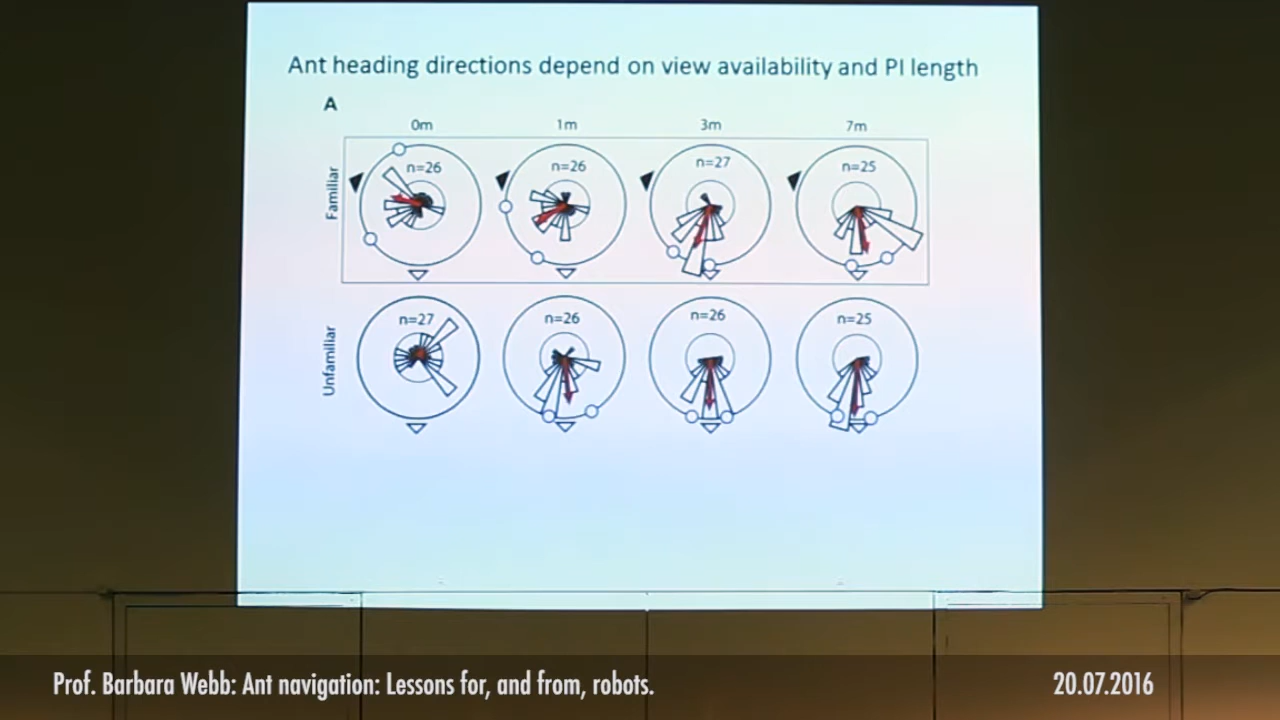 Ant heading directions depend on view availability and PI length
A
0m 1m 3m 7m
Familiar
n=26 n=26 n=27 n=25
Unfamiliar
n=27 n=26 n=26 n=25
Prof. Barbara Webb: Ant navigation: Lessons for, and from, robots.
20.07.2016